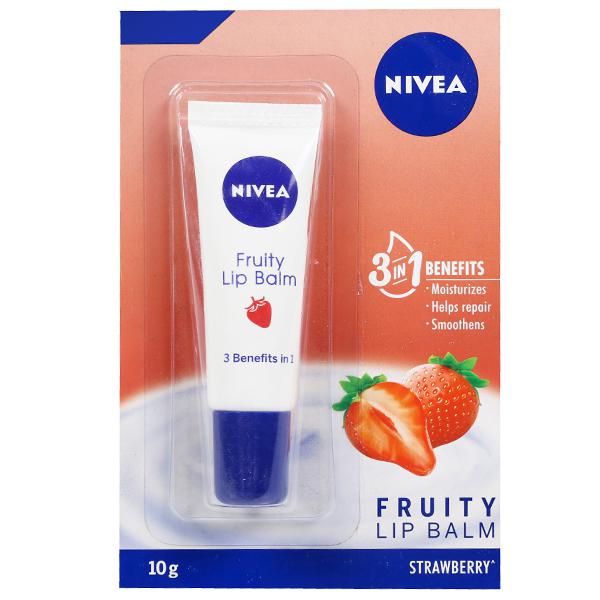 NIVEA
NIVEA
Fruity
Lip Balm
3 Benefits in 1
3 IN 1 BENEFITS
· Moisturizes
· Helps repair
· Smoothens
FRUITY
LIP BALM
10 g
STRAWBERRY^